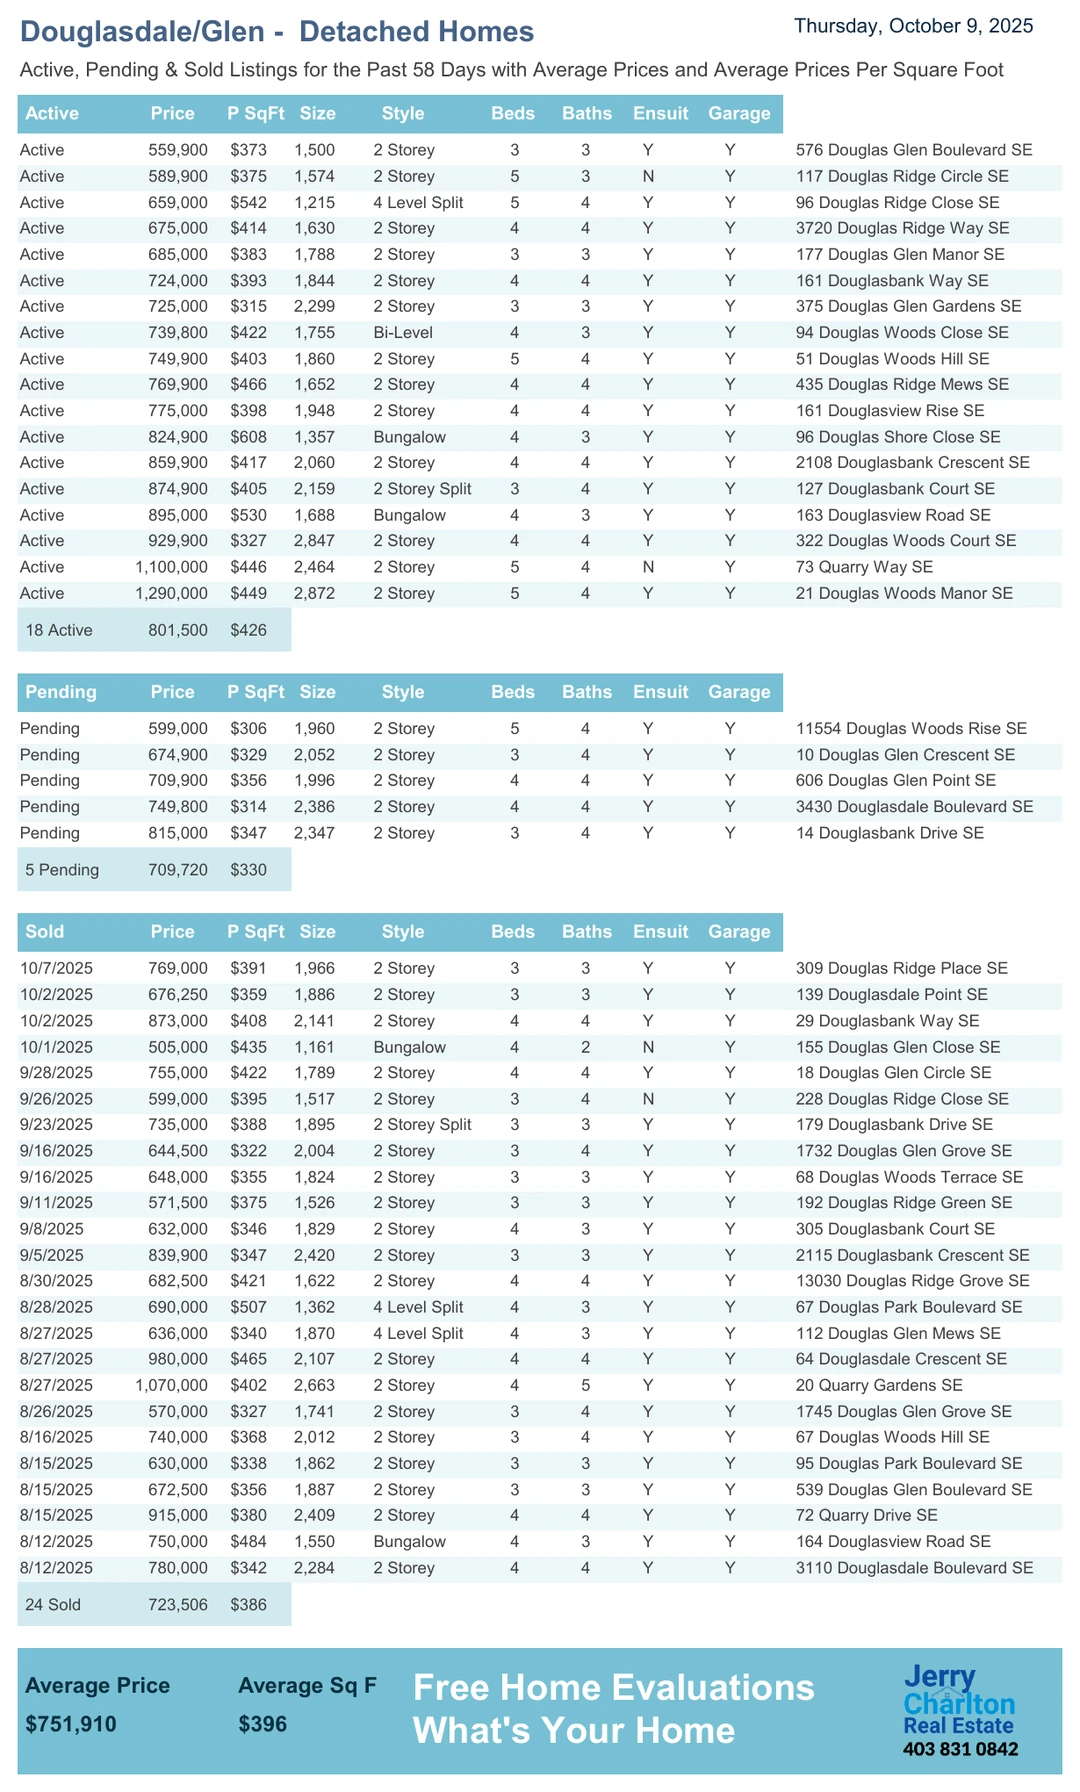 Douglasdale/Glen -  Detached Homes
Thursday, October 9, 2025
Active, Pending & Sold Listings for the Past 58 Days with Average Prices and Average Prices Per Square Foot
Active Price P SqFt Size Style Beds Baths Ensuit Garage
Active 559,900 $373 1,500 2 Storey 3 3 Y Y 576 Douglas Glen Boulevard SE
Active 589,900 $375 1,574 2 Storey 5 3 N Y 117 Douglas Ridge Circle SE
Active 659,000 $542 1,215 4 Level Split 5 4 Y Y 96 Douglas Ridge Close SE
Active 675,000 $414 1,630 2 Storey 4 4 Y Y 3720 Douglas Ridge Way SE
Active 685,000 $383 1,788 2 Storey 3 3 Y Y 177 Douglas Glen Manor SE
Active 724,000 $393 1,844 2 Storey 4 4 Y Y 161 Douglasbank Way SE
Active 725,000 $315 2,299 2 Storey 3 3 Y Y 375 Douglas Glen Gardens SE
Active 739,800 $422 1,755 Bi-Level 4 3 Y Y 94 Douglas Woods Close SE
Active 749,900 $403 1,860 2 Storey 5 4 Y Y 51 Douglas Woods Hill SE
Active 769,900 $466 1,652 2 Storey 4 4 Y Y 435 Douglas Ridge Mews SE
Active 775,000 $398 1,948 2 Storey 4 4 Y Y 161 Douglasview Rise SE
Active 824,900 $608 1,357 Bungalow 4 3 Y Y 96 Douglas Shore Close SE
Active 859,900 $417 2,060 2 Storey 4 4 Y Y 2108 Douglasbank Crescent SE
Active 874,900 $405 2,159 2 Storey Split 3 4 Y Y 127 Douglasbank Court SE
Active 895,000 $530 1,688 Bungalow 4 3 Y Y 163 Douglasview Road SE
Active 929,900 $327 2,847 2 Storey 4 4 Y Y 322 Douglas Woods Court SE
Active 1,100,000 $446 2,464 2 Storey 5 4 N Y 73 Quarry Way SE
Active 1,290,000 $449 2,872 2 Storey 5 4 Y Y 21 Douglas Woods Manor SE
18 Active 801,500 $426
Pending Price P SqFt Size Style Beds Baths Ensuit Garage
Pending 599,000 $306 1,960 2 Storey 5 4 Y Y 11554 Douglas Woods Rise SE
Pending 674,900 $329 2,052 2 Storey 3 4 Y Y 10 Douglas Glen Crescent SE
Pending 709,900 $356 1,996 2 Storey 4 4 Y Y 606 Douglas Glen Point SE
Pending 749,800 $314 2,386 2 Storey 4 4 Y Y 3430 Douglasdale Boulevard SE
Pending 815,000 $347 2,347 2 Storey 3 4 Y Y 14 Douglasbank Drive SE
5 Pending 709,720 $330
Sold Price P SqFt Size Style Beds Baths Ensuit Garage
10/7/2025 769,000 $391 1,966 2 Storey 3 3 Y Y 309 Douglas Ridge Place SE
10/2/2025 676,250 $359 1,886 2 Storey 3 3 Y Y 139 Douglasdale Point SE
10/2/2025 873,000 $408 2,141 2 Storey 4 4 Y Y 29 Douglasbank Way SE
10/1/2025 505,000 $435 1,161 Bungalow 4 2 N Y 155 Douglas Glen Close SE
9/28/2025 755,000 $422 1,789 2 Storey 4 4 Y Y 18 Douglas Glen Circle SE
9/26/2025 599,000 $395 1,517 2 Storey 3 4 N Y 228 Douglas Ridge Close SE
9/23/2025 735,000 $388 1,895 2 Storey Split 3 3 Y Y 179 Douglasbank Drive SE
9/16/2025 644,500 $322 2,004 2 Storey 3 4 Y Y 1732 Douglas Glen Grove SE
9/16/2025 648,000 $355 1,824 2 Storey 3 3 Y Y 68 Douglas Woods Terrace SE
9/11/2025 571,500 $375 1,526 2 Storey 3 3 Y Y 192 Douglas Ridge Green SE
9/8/2025 632,000 $346 1,829 2 Storey 4 3 Y Y 305 Douglasbank Court SE
9/5/2025 839,900 $347 2,420 2 Storey 3 3 Y Y 2115 Douglasbank Crescent SE
8/30/2025 682,500 $421 1,622 2 Storey 4 4 Y Y 13030 Douglas Ridge Grove SE
8/28/2025 690,000 $507 1,362 4 Level Split 4 3 Y Y 67 Douglas Park Boulevard SE
8/27/2025 636,000 $340 1,870 4 Level Split 4 3 Y Y 112 Douglas Glen Mews SE
8/27/2025 980,000 $465 2,107 2 Storey 4 4 Y Y 64 Douglasdale Crescent SE
8/27/2025 1,070,000 $402 2,663 2 Storey 4 5 Y Y 20 Quarry Gardens SE
8/26/2025 570,000 $327 1,741 2 Storey 3 4 Y Y 1745 Douglas Glen Grove SE
8/16/2025 740,000 $368 2,012 2 Storey 3 4 Y Y 67 Douglas Woods Hill SE
8/15/2025 630,000 $338 1,862 2 Storey 3 3 Y Y 95 Douglas Park Boulevard SE
8/15/2025 672,500 $356 1,887 2 Storey 3 3 Y Y 539 Douglas Glen Boulevard SE
8/15/2025 915,000 $380 2,409 2 Storey 4 4 Y Y 72 Quarry Drive SE
8/12/2025 750,000 $484 1,550 Bungalow 4 3 Y Y 164 Douglasview Road SE
8/12/2025 780,000 $342 2,284 2 Storey 4 4 Y Y 3110 Douglasdale Boulevard SE
24 Sold 723,506 $386
Average Price Average Sq F
$751,910 $396
Free Home Evaluations
What's Your Home
Jerry
Charlton
Real Estate
403 831 0842